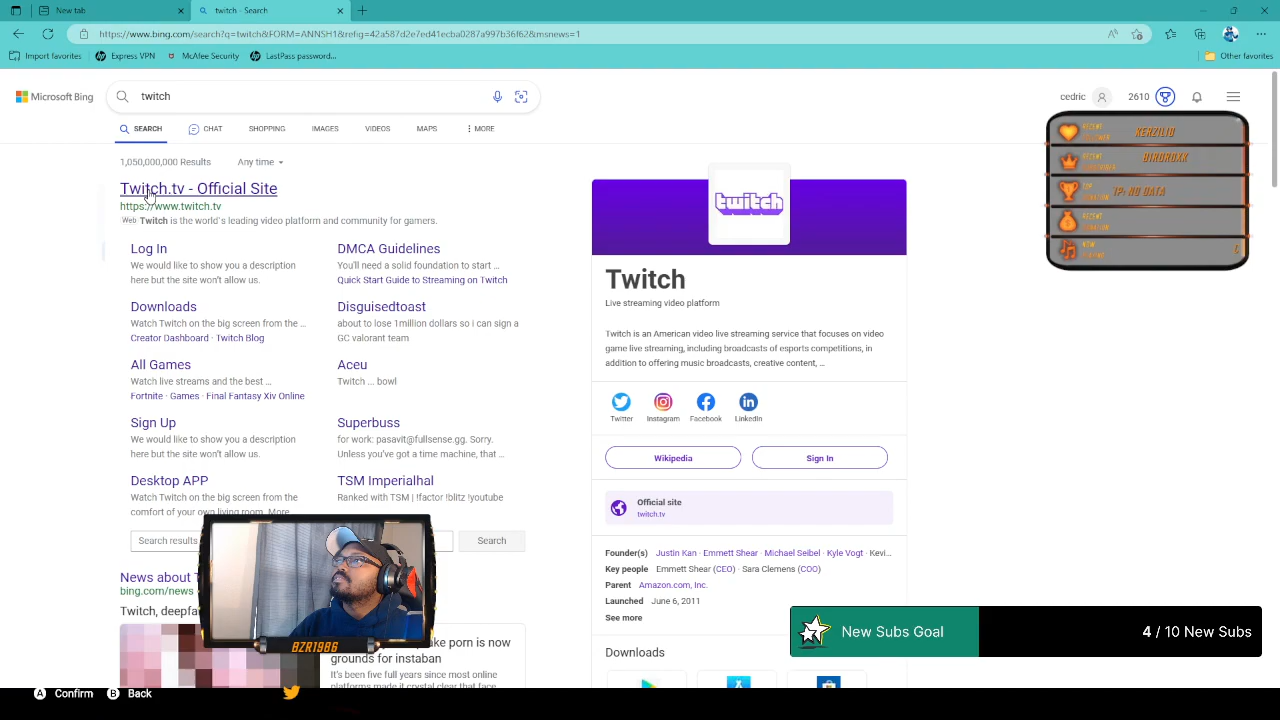 New tab
twitch - Search
https://www.bing.com/search?q=twitch&FORM=ANNSH1&refig=42a587d2e7ed41ecba0287a997b36f62&msnews=1
Import favorites
Express VPN
McAfee Security
LastPass password...
Other favorites
Microsoft Bing
twitch
cedric
2610
SEARCH
CHAT
SHOPPING
IMAGES
VIDEOS
MAPS
MORE
1,050,000,000 Results
Any time
Twitch.tv - Official Site
https://www.twitch.tv
Web Twitch is the world's leading video platform and community for gamers.
Log In
We would like to show you a description
here but the site won't allow us.
Downloads
Watch Twitch on the big screen from the ...
Creator Dashboard · Twitch Blog
All Games
Watch live streams and the best ...
Fortnite · Games · Final Fantasy Xiv Online
Sign Up
We would like to show you a description
here but the site won't allow us.
Desktop APP
Watch Twitch on the big screen from the
comfort of your own living room. More
DMCA Guidelines
You'll need a solid foundation to start ...
Quick Start Guide to Streaming on Twitch
Disguisedtoast
about to lose 1million dollars so i can sign a
GC valorant team
Aceu
Twitch ... bowl
Superbuss
for work: pasavit@fullsense.gg. Sorry.
Unless you've got a time machine, that ...
TSM Imperialhal
Ranked with TSM | !factor !blitz !youtube
Search results
Search
News about T
bing.com/news
Twitch, deepfa
ake porn is now
grounds for instaban
It's been five full years since most online
platforms made it crystal clear that face
twitch
Twitch
Live streaming video platform
Twitch is an American video live streaming service that focuses on video
game live streaming, including broadcasts of esports competitions, in
addition to offering music broadcasts, creative content, ...
Twitter
Instagram
Facebook
LinkedIn
Wikipedia
Sign In
Official site
twitch.tv
Founder(s) Justin Kan · Emmett Shear · Michael Seibel · Kyle Vogt · Kevi...
Key people Emmett Shear (CEO) · Sara Clemens (COO)
Parent Amazon.com, Inc.
Launched June 6, 2011
See more
Downloads
RECENT
KERZILIO
RECENT
TOP
DONATION
1P: NO DATA
RECENT
DONATION
NOW
BZR1986
New Subs Goal
4 / 10 New Subs
A Confirm
B Back